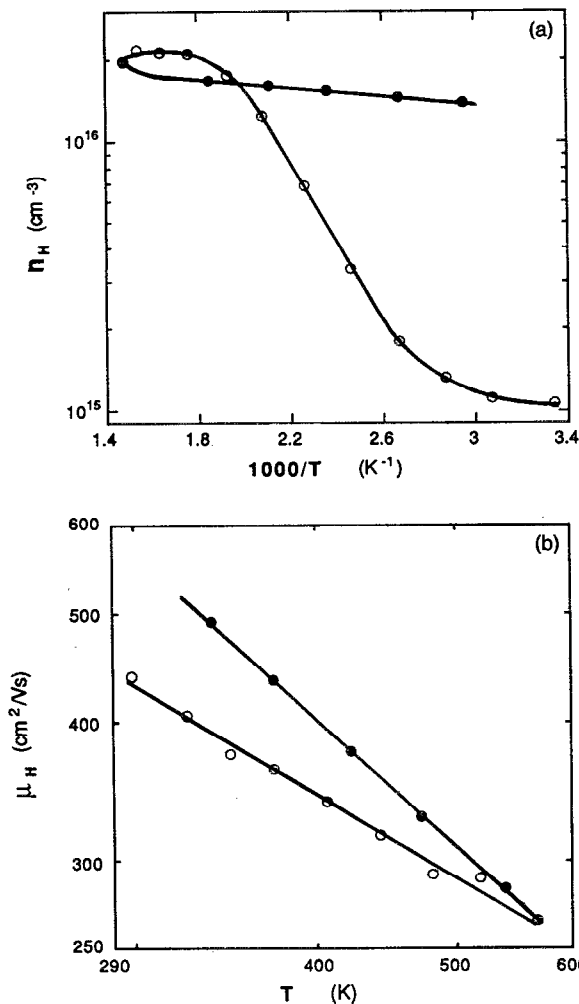 (a)
10¹⁶
10¹⁵
n_H (cm⁻³)
1.4 1.8 2.2 2.6 3 3.4
1000/T (K⁻¹)
(b)
600
500
400
300
250
μ_H (cm²/Vs)
290 400 500 600
T (K)